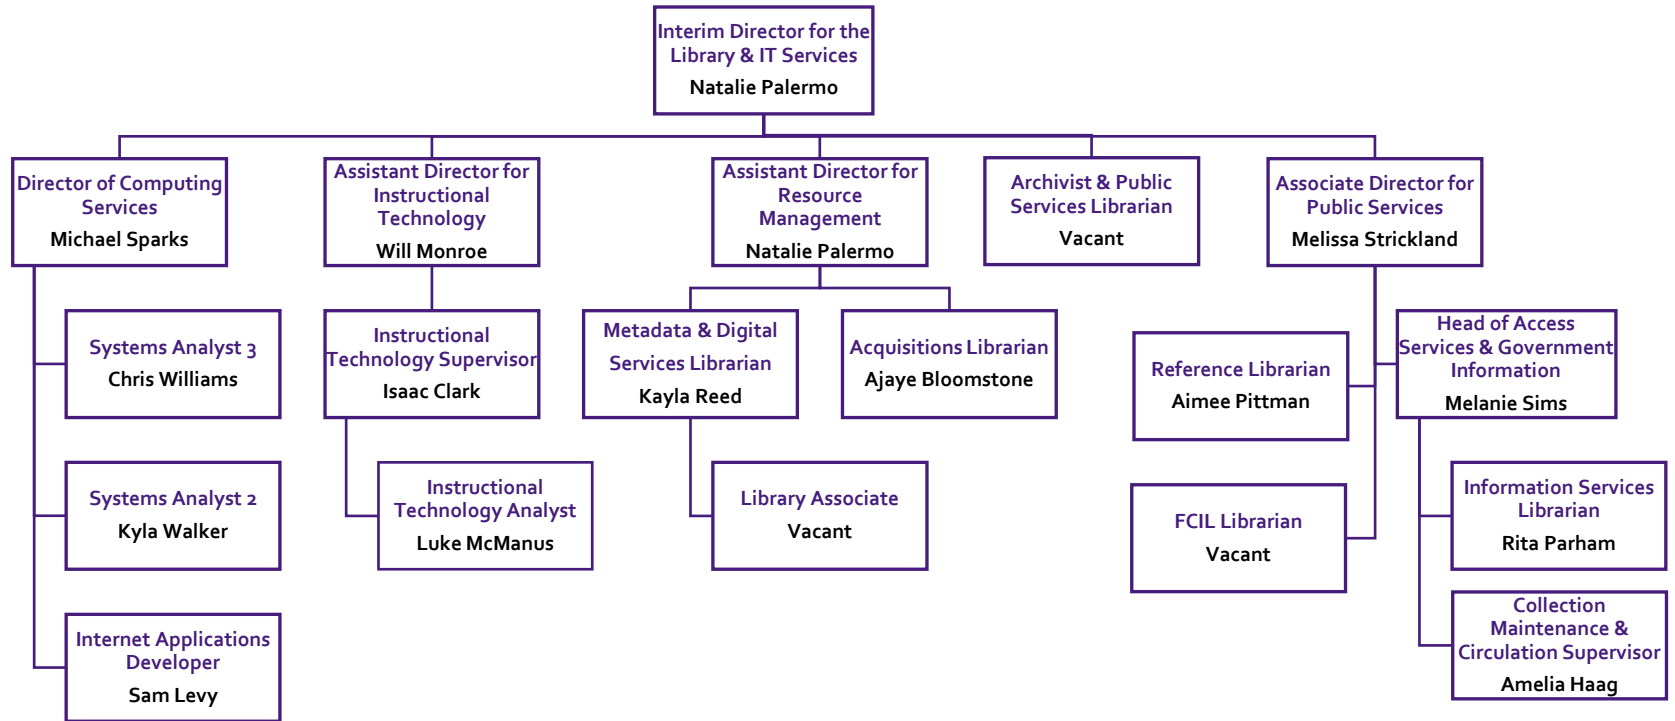 Interim Director for the
Library & IT Services
Natalie Palermo
Director of Computing
Services
Michael Sparks
Assistant Director for
Instructional
Technology
Will Monroe
Assistant Director for
Resource
Management
Natalie Palermo
Archivist & Public
Services Librarian
Vacant
Associate Director for
Public Services
Melissa Strickland
Systems Analyst 3
Chris Williams
Instructional
Technology Supervisor
Isaac Clark
Metadata & Digital
Services Librarian
Kayla Reed
Acquisitions Librarian
Ajaye Bloomstone
Reference Librarian
Aimee Pittman
Head of Access
Services & Government
Information
Melanie Sims
Systems Analyst 2
Kyla Walker
Instructional
Technology Analyst
Luke McManus
Library Associate
Vacant
FCIL Librarian
Vacant
Information Services
Librarian
Rita Parham
Internet Applications
Developer
Sam Levy
Collection
Maintenance &
Circulation Supervisor
Amelia Haag